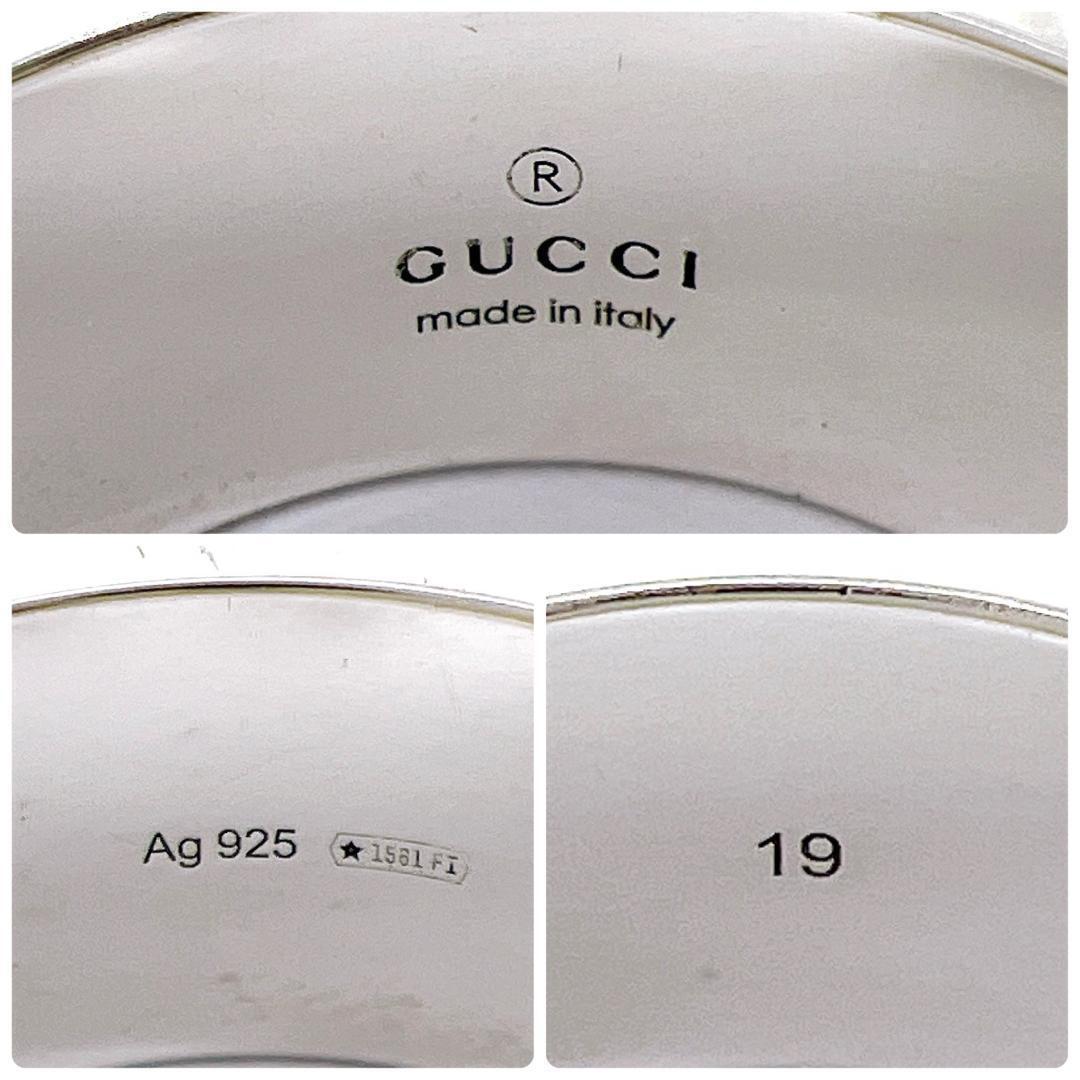 ®
GUCCI
made in italy
Ag 925 ★ 1561 FI
19